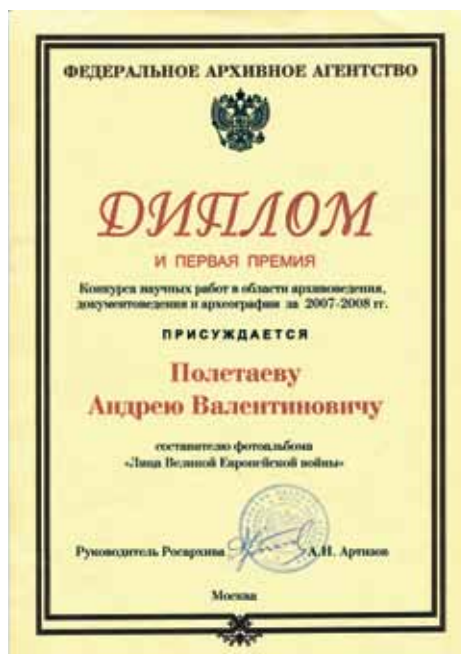 ФЕДЕРАЛЬНОЕ АРХИВНОЕ АГЕНТСТВО
ДИПЛОМ
И ПЕРВАЯ ПРЕМИЯ
Конкурса научных работ в области архивоведения,
документоведения и археографии за 2007-2008 гг.
ПРИСУЖДАЕТСЯ
Полетаеву
Андрею Валентиновичу
составителю фотоальбома
«Лица Великой Европейской войны»
Руководитель Росархива А.Н. Артизов
Москва